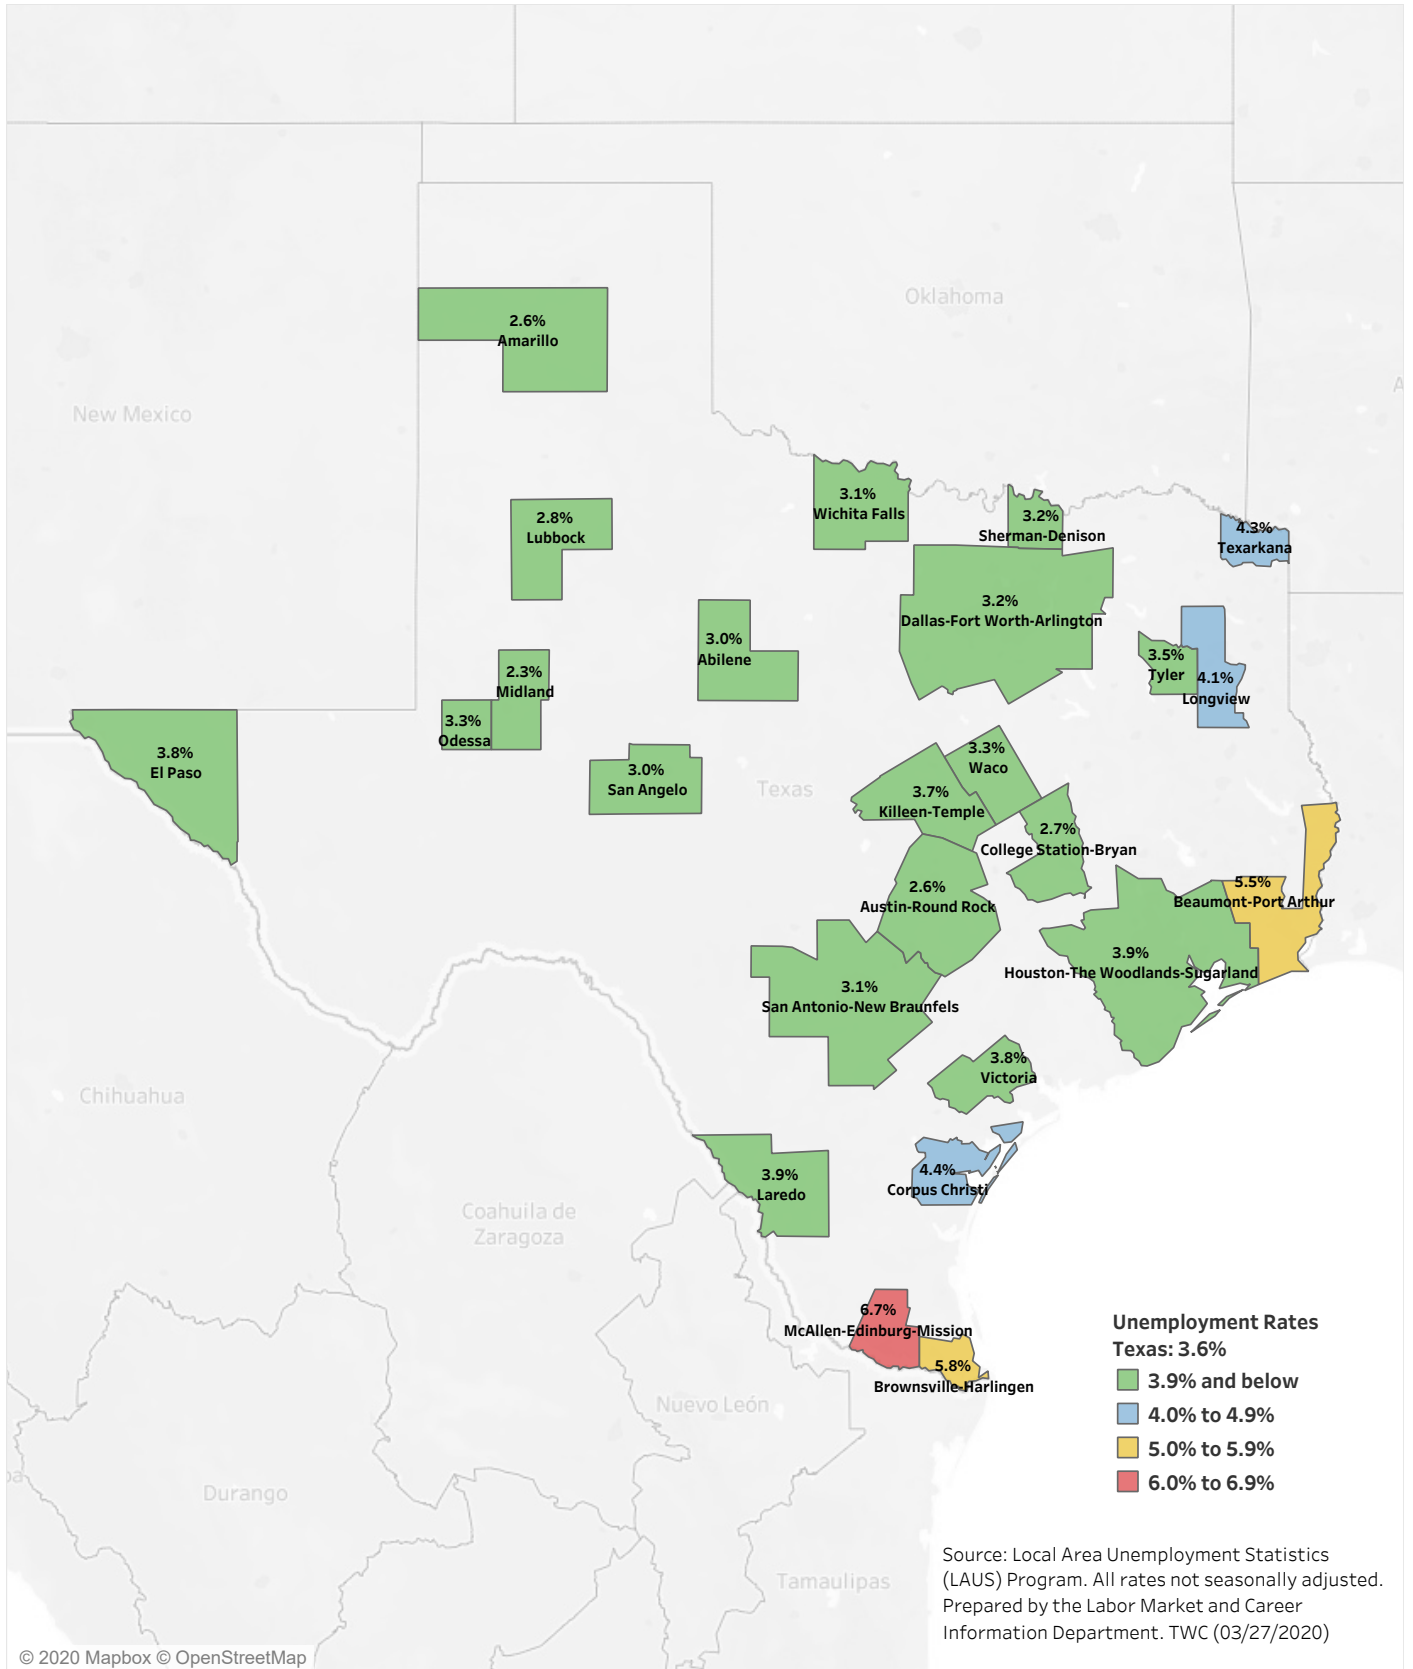 Oklahoma
2.6%
Amarillo
New Mexico
A
3.1%
Wichita Falls
2.8%
Lubbock
3.2%
Sherman-Denison
4.3%
Texarkana
3.2%
Dallas-Fort Worth-Arlington
3.0%
Abilene
3.5%
Tyler
4.1%
Longview
2.3%
Midland
3.3%
Odessa
3.8%
El Paso
3.0%
San Angelo
Texas
3.3%
Waco
3.7%
Killeen-Temple
2.7%
College Station-Bryan
2.6%
Austin-Round Rock
5.5%
Beaumont-Port Arthur
3.9%
Houston-The Woodlands-Sugarland
3.1%
San Antonio-New Braunfels
3.8%
Victoria
Chihuahua
3.9%
Laredo
4.4%
Corpus Christi
Coahuila de
Zaragoza
6.7%
McAllen-Edinburg-Mission
5.8%
Brownsville-Harlingen
Nuevo León
Durango
Tamaulipas
Unemployment Rates
Texas: 3.6%
3.9% and below
4.0% to 4.9%
5.0% to 5.9%
6.0% to 6.9%
Source: Local Area Unemployment Statistics
(LAUS) Program. All rates not seasonally adjusted.
Prepared by the Labor Market and Career
Information Department. TWC (03/27/2020)
© 2020 Mapbox © OpenStreetMap